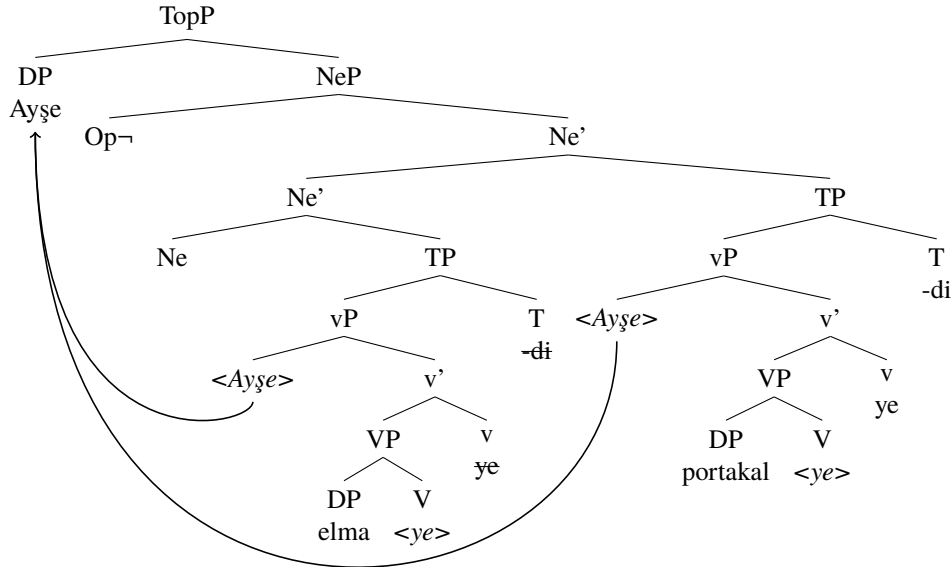 TopP
DP NeP
Ayşe
Op¬ Ne’
Ne’ TP
Ne TP vP T
-di
vP T <Ayşe> v’
-di
<Ayşe> v’ VP v
ye
VP v DP V
ye portakal <ye>
DP V
elma <ye>